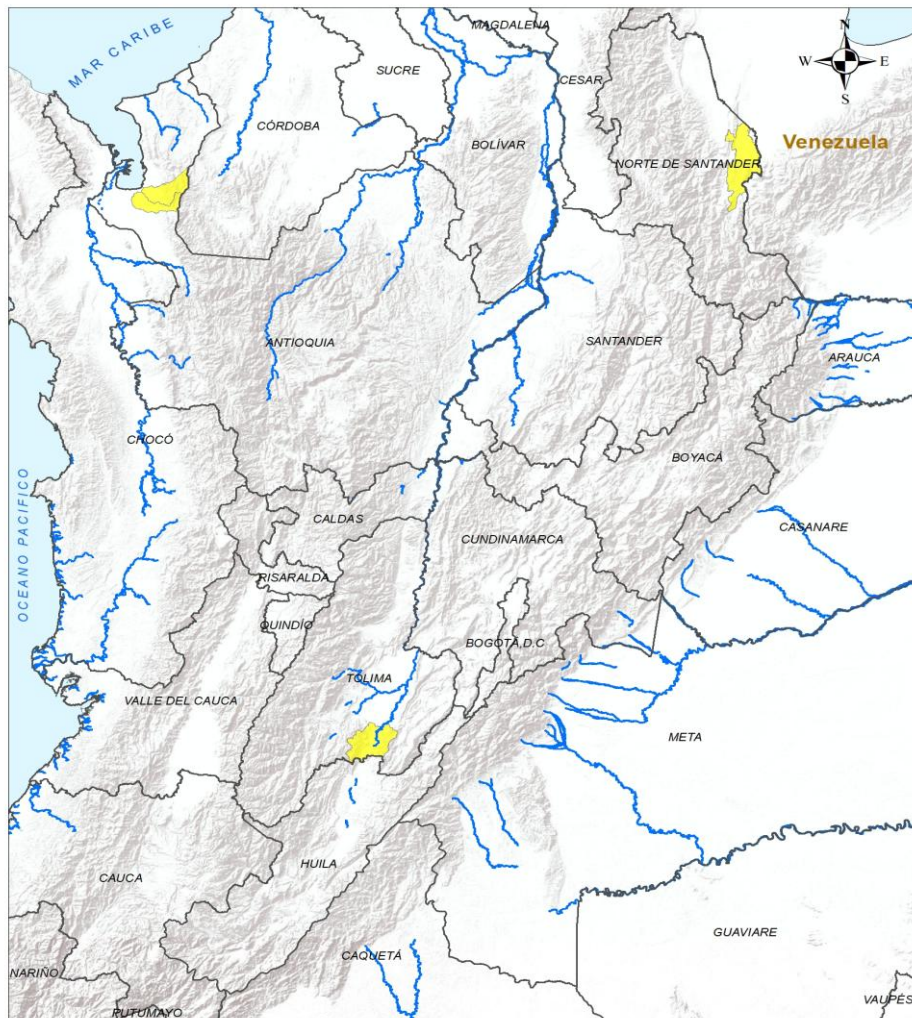 MAGDALENA
MAR CARIBE
N
W
E
S
SUCRE
CESAR
CÓRDOBA
BOLÍVAR
Venezuela
NORTE DE SANTANDER
ANTIOQUIA
SANTANDER
ARAUCA
CHOCÓ
BOYACÁ
OCEANO PACIFICO
CALDAS
CASANARE
CUNDINAMARCA
RISARALDA
QUINDÍO
BOGOTÁ,D.C
TOLIMA
VALLE DEL CAUCA
META
HUILA
CAUCA
GUAVIARE
CAQUETÁ
NARIÑO
VAUPÉS
PUTUMAYO